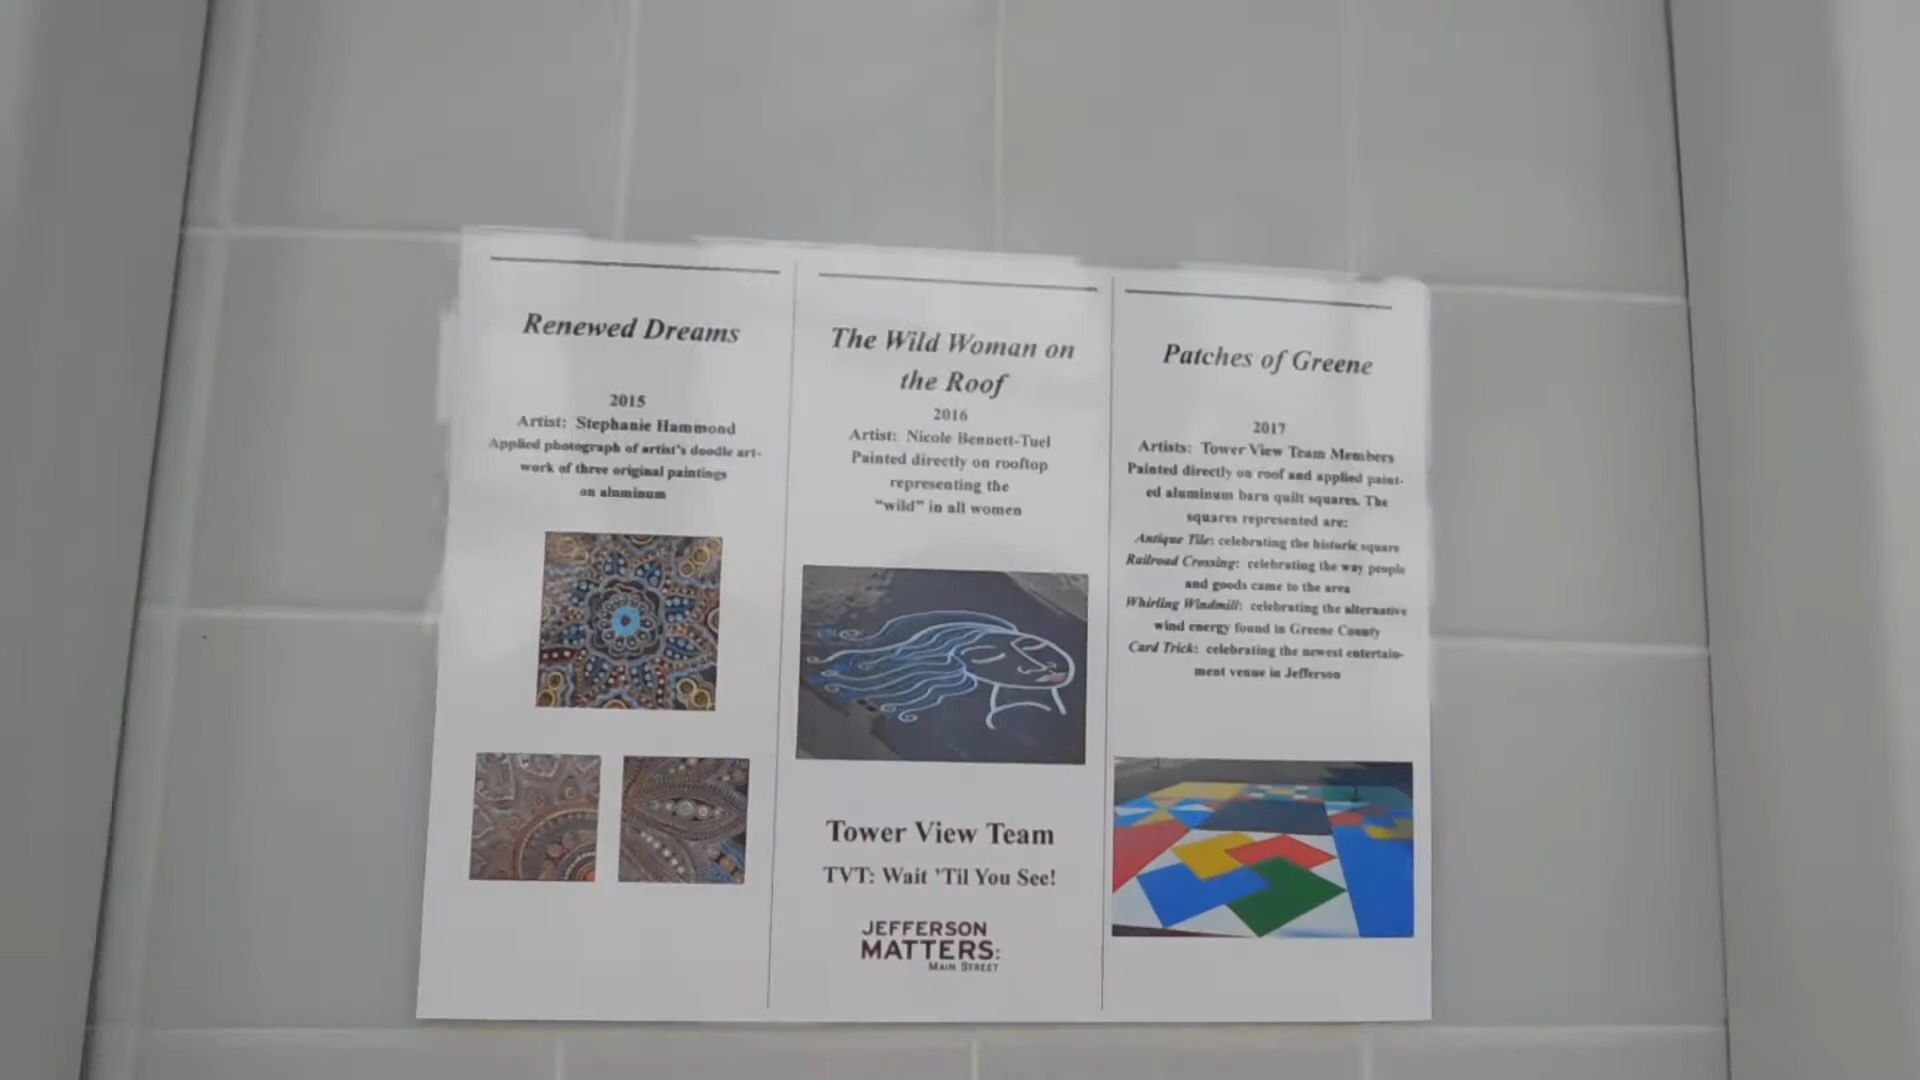 Renewed Dreams
2015
Artist: Stephanie Hammond
Applied photograph of artist's doodle art-
work of three original paintings
on aluminum
The Wild Woman on
the Roof
2016
Artist: Nicole Bennett-Tuel
Painted directly on rooftop
representing the
“wild” in all women
Tower View Team
TVT: Wait ’Til You See!
JEFFERSON
MATTERS:
MAIN STREET
Patches of Greene
2017
Artists: Tower View Team Members
Painted directly on roof and applied paint-
ed aluminum barn quilt squares. The
squares represented are:
Antique Tile: celebrating the historic square
Railroad Crossing: celebrating the way people
and goods came to the area
Whirling Windmill: celebrating the alternative
wind energy found in Greene County
Card Trick: celebrating the newest entertain-
ment venue in Jefferson